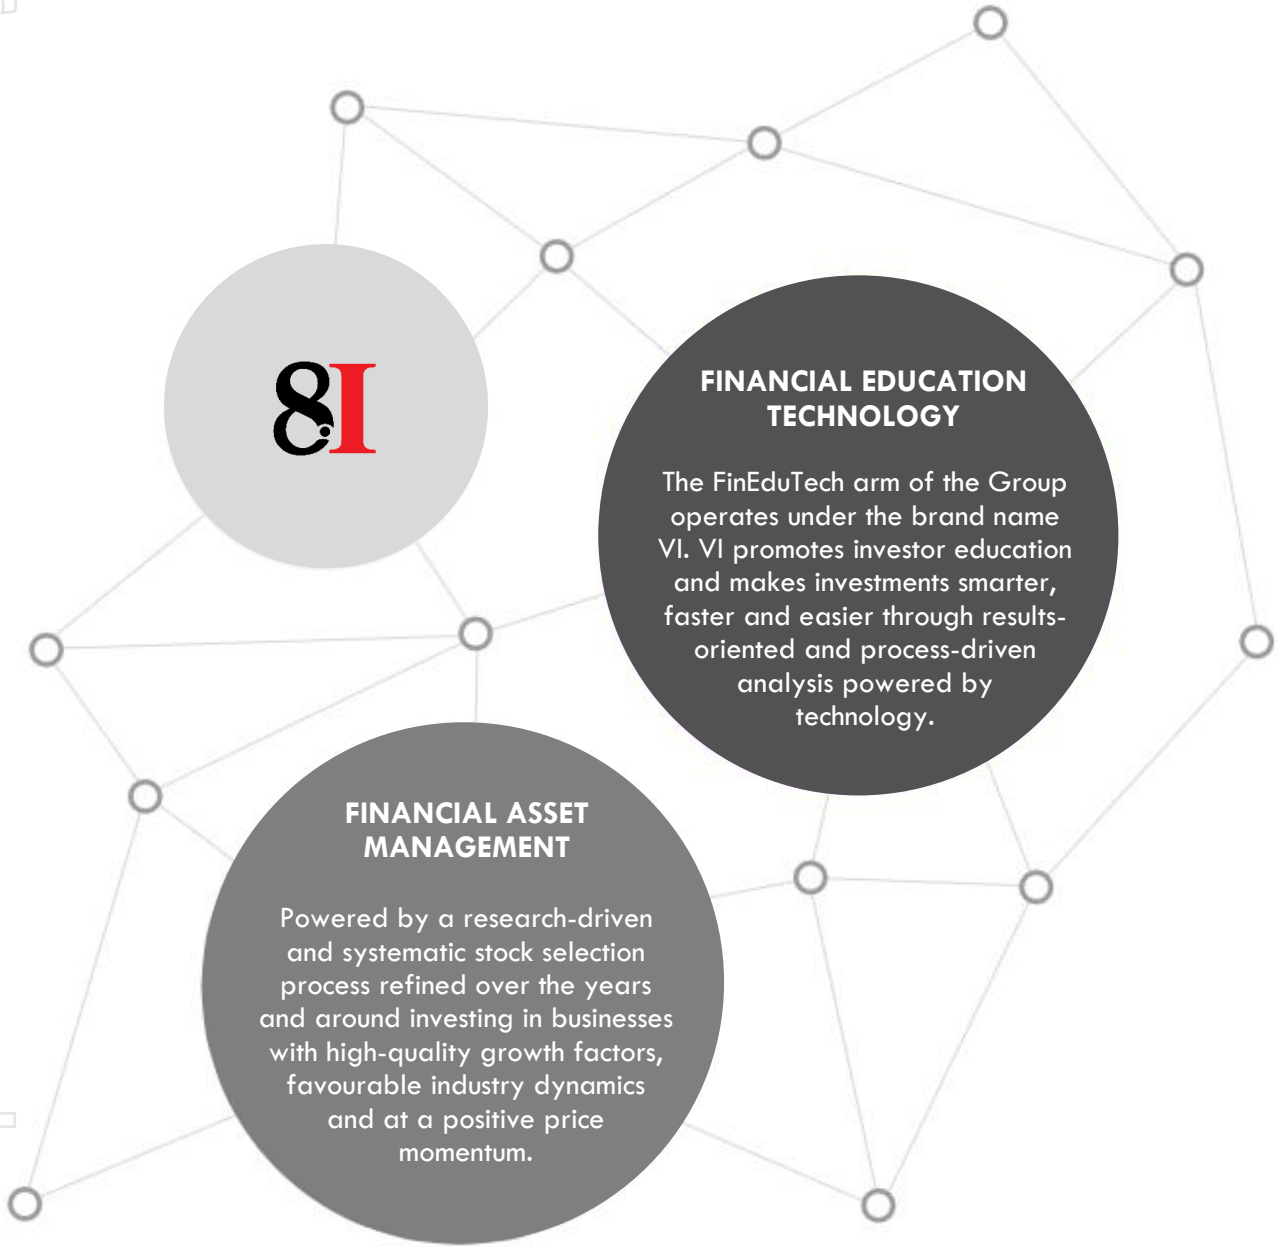 8I
FINANCIAL EDUCATION
TECHNOLOGY
The FinEduTech arm of the Group
operates under the brand name
VI. VI promotes investor education
and makes investments smarter,
faster and easier through results-
oriented and process-driven
analysis powered by
technology.
FINANCIAL ASSET
MANAGEMENT
Powered by a research-driven
and systematic stock selection
process refined over the years
and around investing in businesses
with high-quality growth factors,
favourable industry dynamics
and at a positive price
momentum.